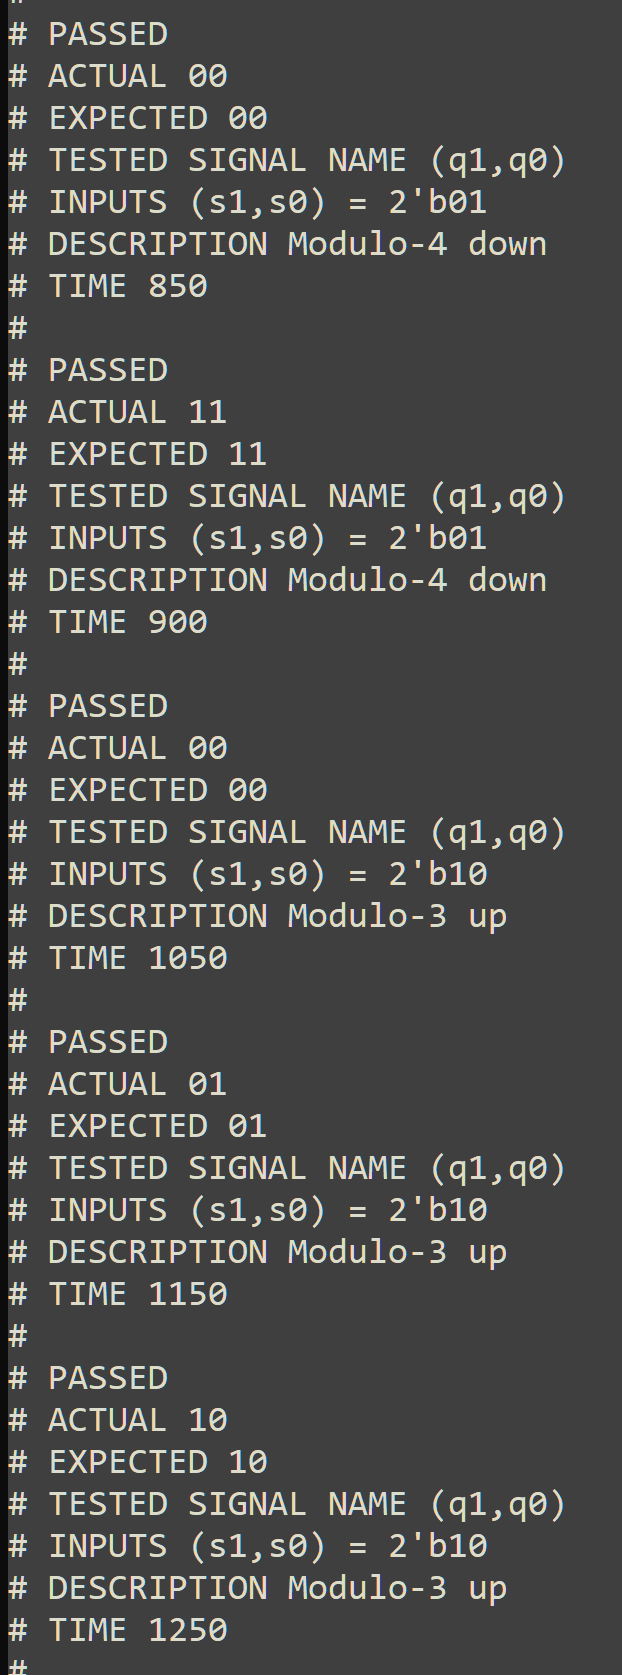 #
# PASSED
# ACTUAL 00
# EXPECTED 00
# TESTED SIGNAL NAME (q1,q0)
# INPUTS (s1,s0) = 2'b01
# DESCRIPTION Modulo-4 down
# TIME 850
#
# PASSED
# ACTUAL 11
# EXPECTED 11
# TESTED SIGNAL NAME (q1,q0)
# INPUTS (s1,s0) = 2'b01
# DESCRIPTION Modulo-4 down
# TIME 900
#
# PASSED
# ACTUAL 00
# EXPECTED 00
# TESTED SIGNAL NAME (q1,q0)
# INPUTS (s1,s0) = 2'b10
# DESCRIPTION Modulo-3 up
# TIME 1050
#
# PASSED
# ACTUAL 01
# EXPECTED 01
# TESTED SIGNAL NAME (q1,q0)
# INPUTS (s1,s0) = 2'b10
# DESCRIPTION Modulo-3 up
# TIME 1150
#
# PASSED
# ACTUAL 10
# EXPECTED 10
# TESTED SIGNAL NAME (q1,q0)
# INPUTS (s1,s0) = 2'b10
# DESCRIPTION Modulo-3 up
# TIME 1250
#